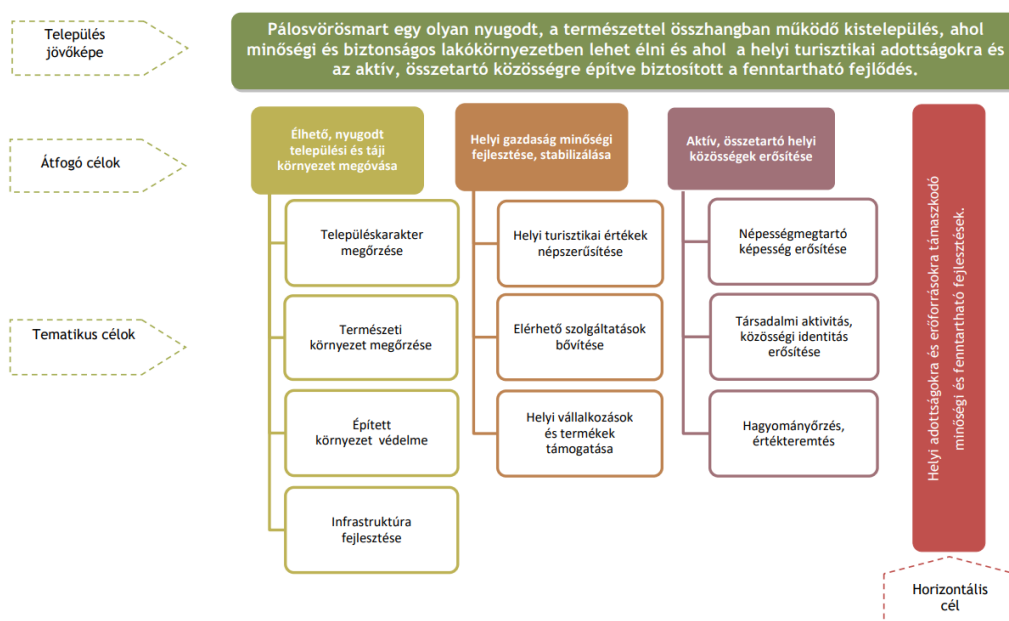 Település
jövőképe
Pálosvörösmart egy olyan nyugodt, a természettel összhangban működő kistelepülés, ahol
minőségi és biztonságos lakókörnyezetben lehet élni és ahol a helyi turisztikai adottságokra és
az aktív, összetartó közösségre építve biztosított a fenntartható fejlődés.
Átfogó célok
Élhető, nyugodt
települési és táji
környezet megóvása
Helyi gazdaság minőségi
fejlesztése, stabilizálása
Aktív, összetartó helyi
közösségek erősítése
Tematikus célok
Településkarakter
megőrzése
Természeti
környezet megőrzése
Épített
környezet védelme
Infrastruktúra
fejlesztése
Helyi turisztikai értékek
népszerűsítése
Elérhető szolgáltatások
bővítése
Helyi vállalkozások
és termékek
támogatása
Népességmegtartó
képesség erősítése
Társadalmi aktivitás,
közösségi identitás
erősítése
Hagyományőrzés,
értékteremtés
Helyi adottságokra és erőforrásokra támaszkodó
minőségi és fenntartható fejlesztések.
Horizontális
cél